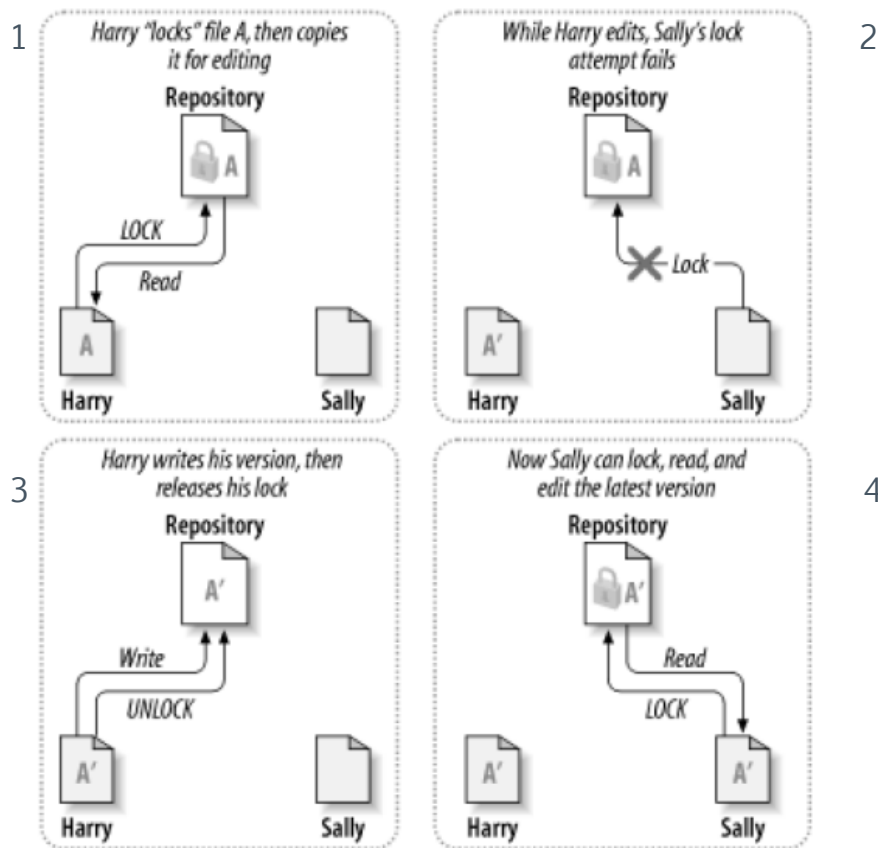 1
Harry “locks” file A, then copies
it for editing
Repository
A
LOCK
Read
A
Harry
Sally
2
While Harry edits, Sally’s lock
attempt fails
Repository
A
Lock
A′
Harry
Sally
3
Harry writes his version, then
releases his lock
Repository
A′
Write
UNLOCK
A′
Harry
Sally
4
Now Sally can lock, read, and
edit the latest version
Repository
A′
Read
LOCK
A′
A′
Harry
Sally